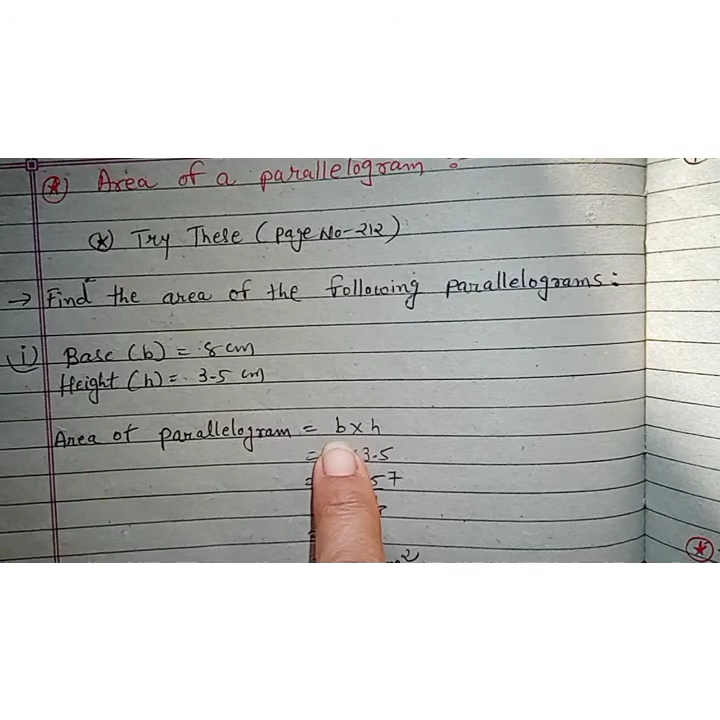 (*) Area of a parallelogram :
(*) Try These (page No-212)
→ Find the area of the following parallelograms:
(i) Base (b) = 8 cm
Height (h) = 3.5 cm
Area of parallelogram = b×h
= 3.5
= 57